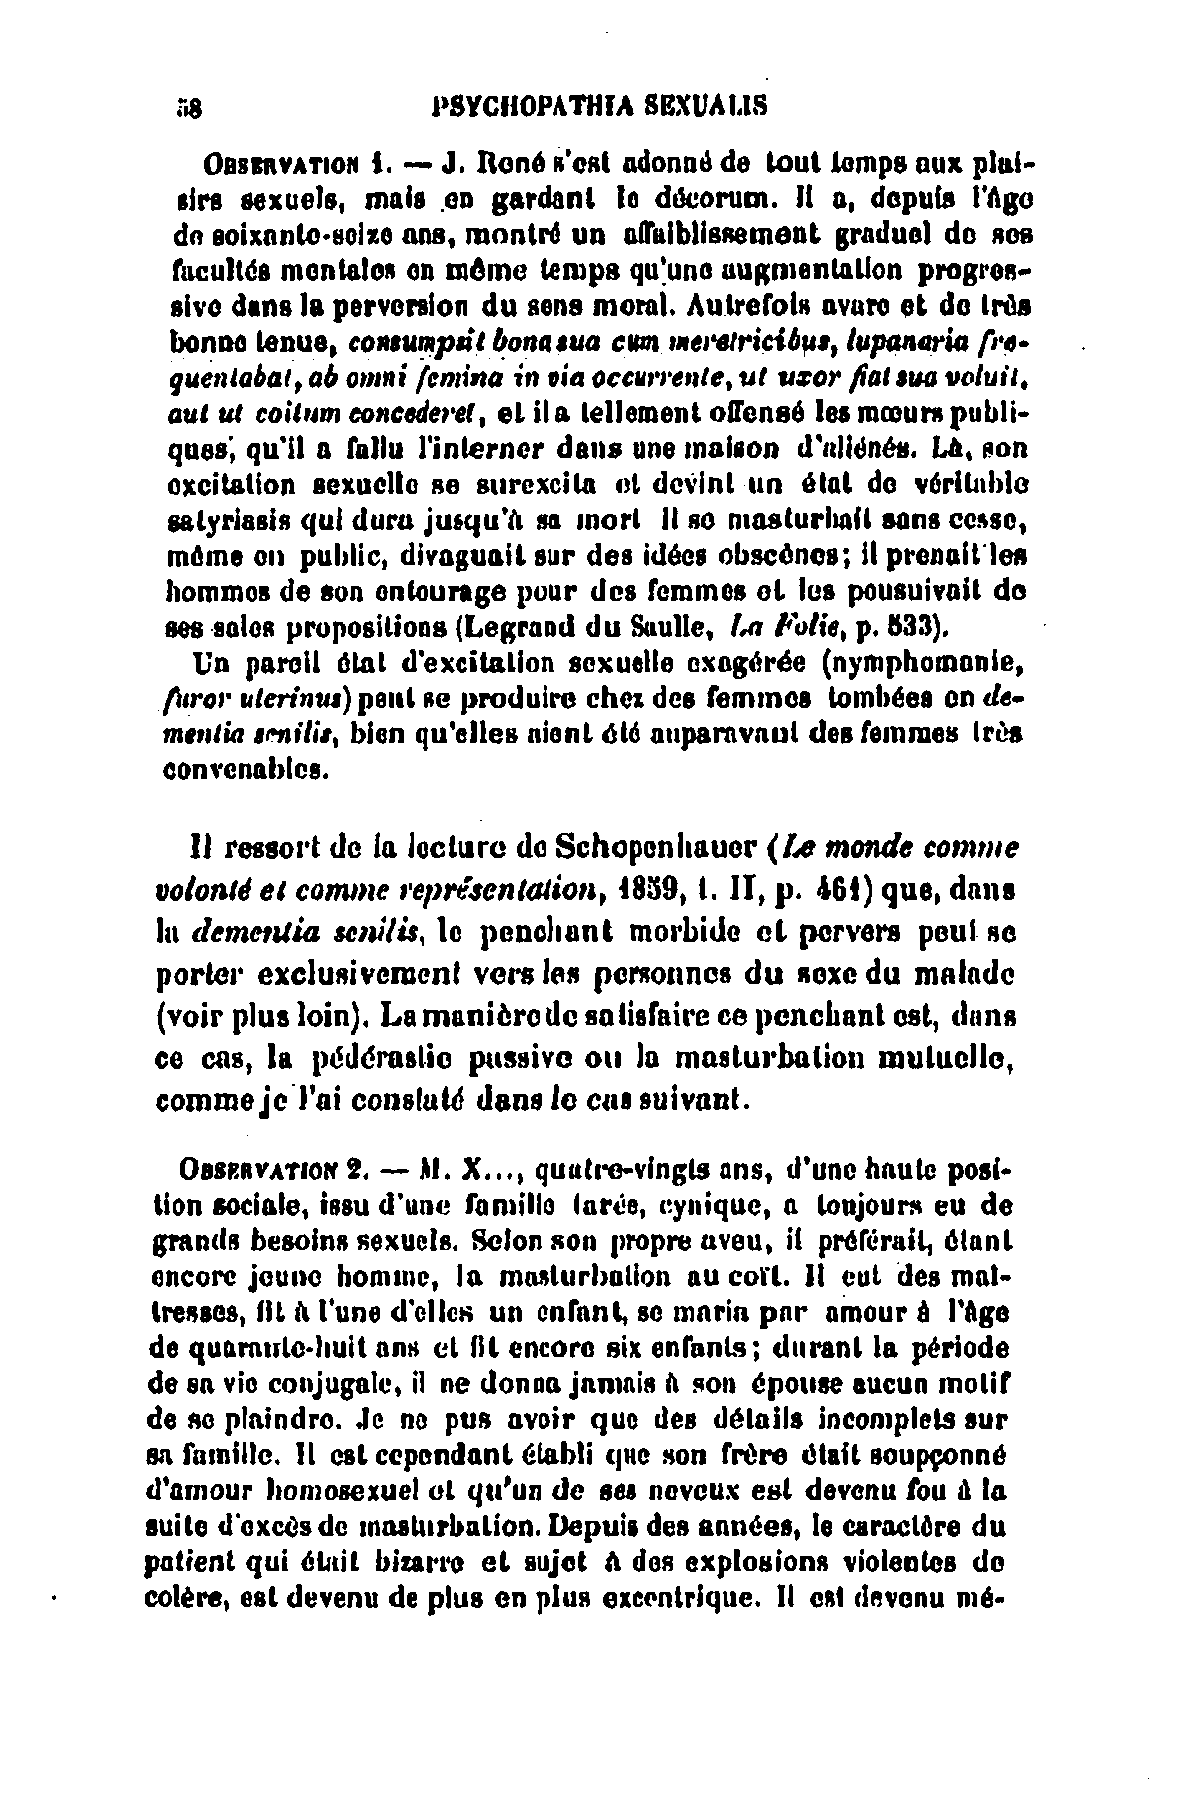 58 PSYCHOPATHIA SEXUALIS
OBSERVATION 1. — J. René s'est adonné de tout temps aux plai-
sirs sexuels, mais en gardant le décorum. Il a, depuis l'âge
de soixante-seize ans, montré un affaiblissement graduel de ses
facultés mentales en même temps qu'une augmentation progres-
sive dans la perversion du sens moral. Autrefois avare et de très
bonne tenue, consumpsit bona sua cum meretricibus, lupanaria fre-
quentabat, ab omni femina in via occurrente, ut uxor fiat sua voluit,
aut ut coitum concederet, et il a tellement offensé les mœurs publi-
ques, qu'il a fallu l'interner dans une maison d'aliénés. Là, son
excitation sexuelle se surexcita et devint un état de véritable
satyriasis qui dura jusqu'à sa mort Il se masturbait sans cesse,
même en public, divaguait sur des idées obscènes; il prenait les
hommes de son entourage pour des femmes et les pousuivait de
ses sales propositions (Legrand du Saulle, La Folie, p. 533).
Un pareil état d'excitation sexuelle exagérée (nymphomanie,
furor uterinus) peut se produire chez des femmes tombées en de-
mentia senilis, bien qu'elles aient été auparavant des femmes très
convenables.
Il ressort de la lecture de Schopenhauer (Le monde comme
volonté et comme représentation, 1859, t. II, p. 461) que, dans
la dementia senilis, le penchant morbide et pervers peut se
porter exclusivement vers les personnes du sexe du malade
(voir plus loin). La manière de satisfaire ce penchant est, dans
ce cas, la pédérastie passive ou la masturbation mutuelle,
comme je l'ai constaté dans le cas suivant.
OBSERVATION 2. — M. X..., quatre-vingts ans, d'une haute posi-
tion sociale, issu d'une famille tarée, cynique, a toujours eu de
grands besoins sexuels. Selon son propre aveu, il préférait, étant
encore jeune homme, la masturbation au coït. Il eut des maî-
tresses, fit à l'une d'elles un enfant, se maria par amour à l'âge
de quarante-huit ans et fit encore six enfants; durant la période
de sa vie conjugale, il ne donna jamais à son épouse aucun motif
de se plaindre. Je ne pus avoir que des détails incomplets sur
sa famille. Il est cependant établi que son frère était soupçonné
d'amour homosexuel et qu'un de ses neveux est devenu fou à la
suite d'excès de masturbation. Depuis des années, le caractère du
patient qui était bizarre et sujet à des explosions violentes de
colère, est devenu de plus en plus excentrique. Il est devenu mé-